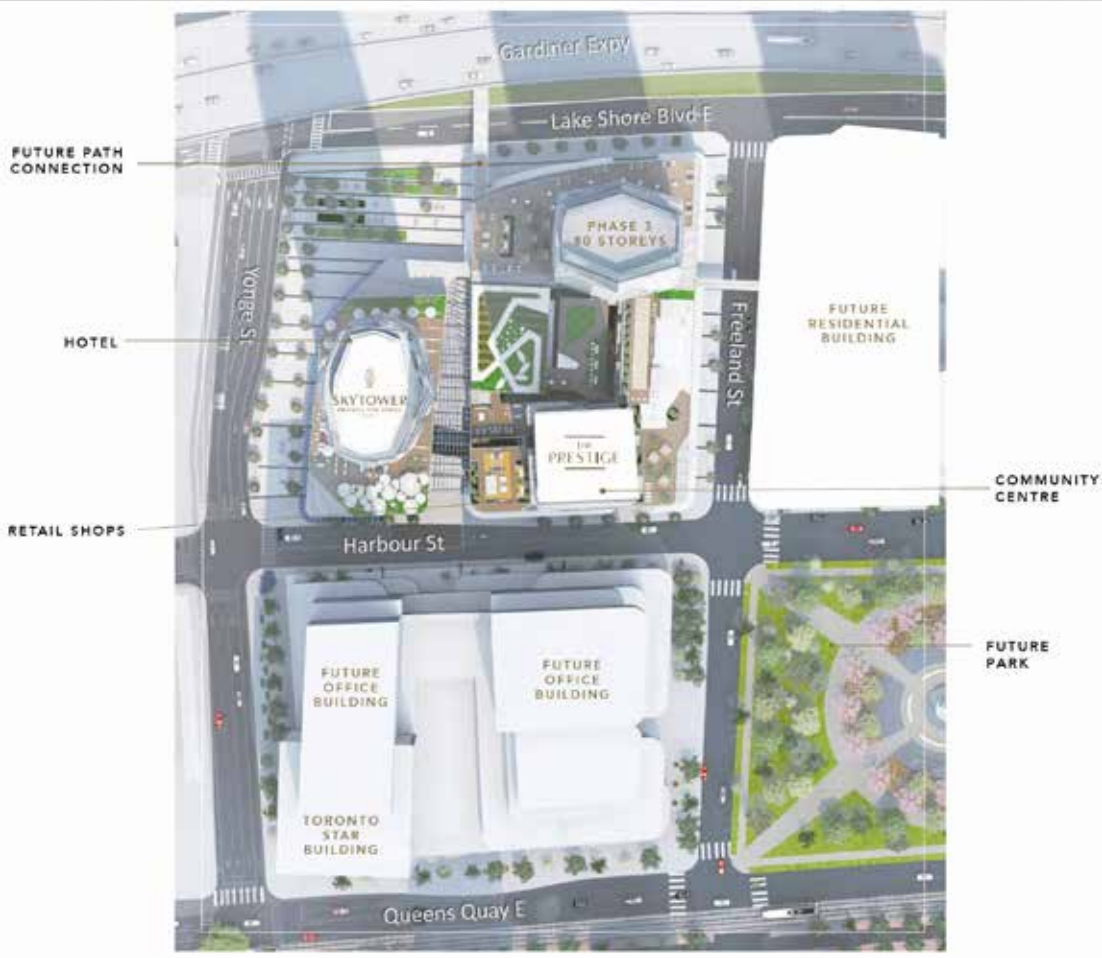 Gardiner Expy
Lake Shore Blvd E
FUTURE PATH
CONNECTION
PHASE 3
80 STOREYS
Yonge St
Freeland St
FUTURE
RESIDENTIAL
BUILDING
HOTEL
SKYTOWER
THE
PRESTIGE
COMMUNITY
CENTRE
RETAIL SHOPS
Harbour St
FUTURE
PARK
FUTURE
OFFICE
BUILDING
FUTURE
OFFICE
BUILDING
TORONTO
STAR
BUILDING
Queens Quay E